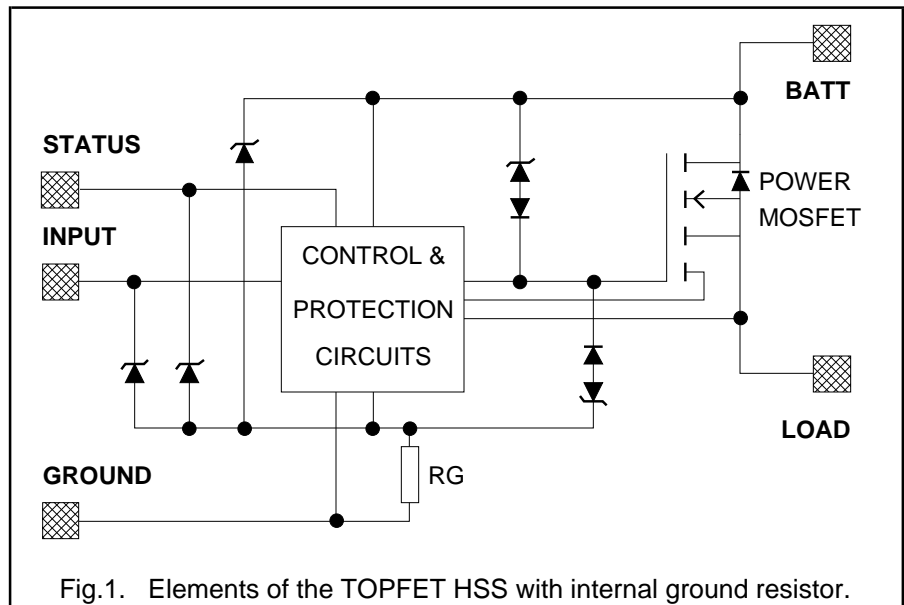 BATT
STATUS
POWER
MOSFET
INPUT
CONTROL &
PROTECTION
CIRCUITS
LOAD
RG
GROUND
Fig.1. Elements of the TOPFET HSS with internal ground resistor.